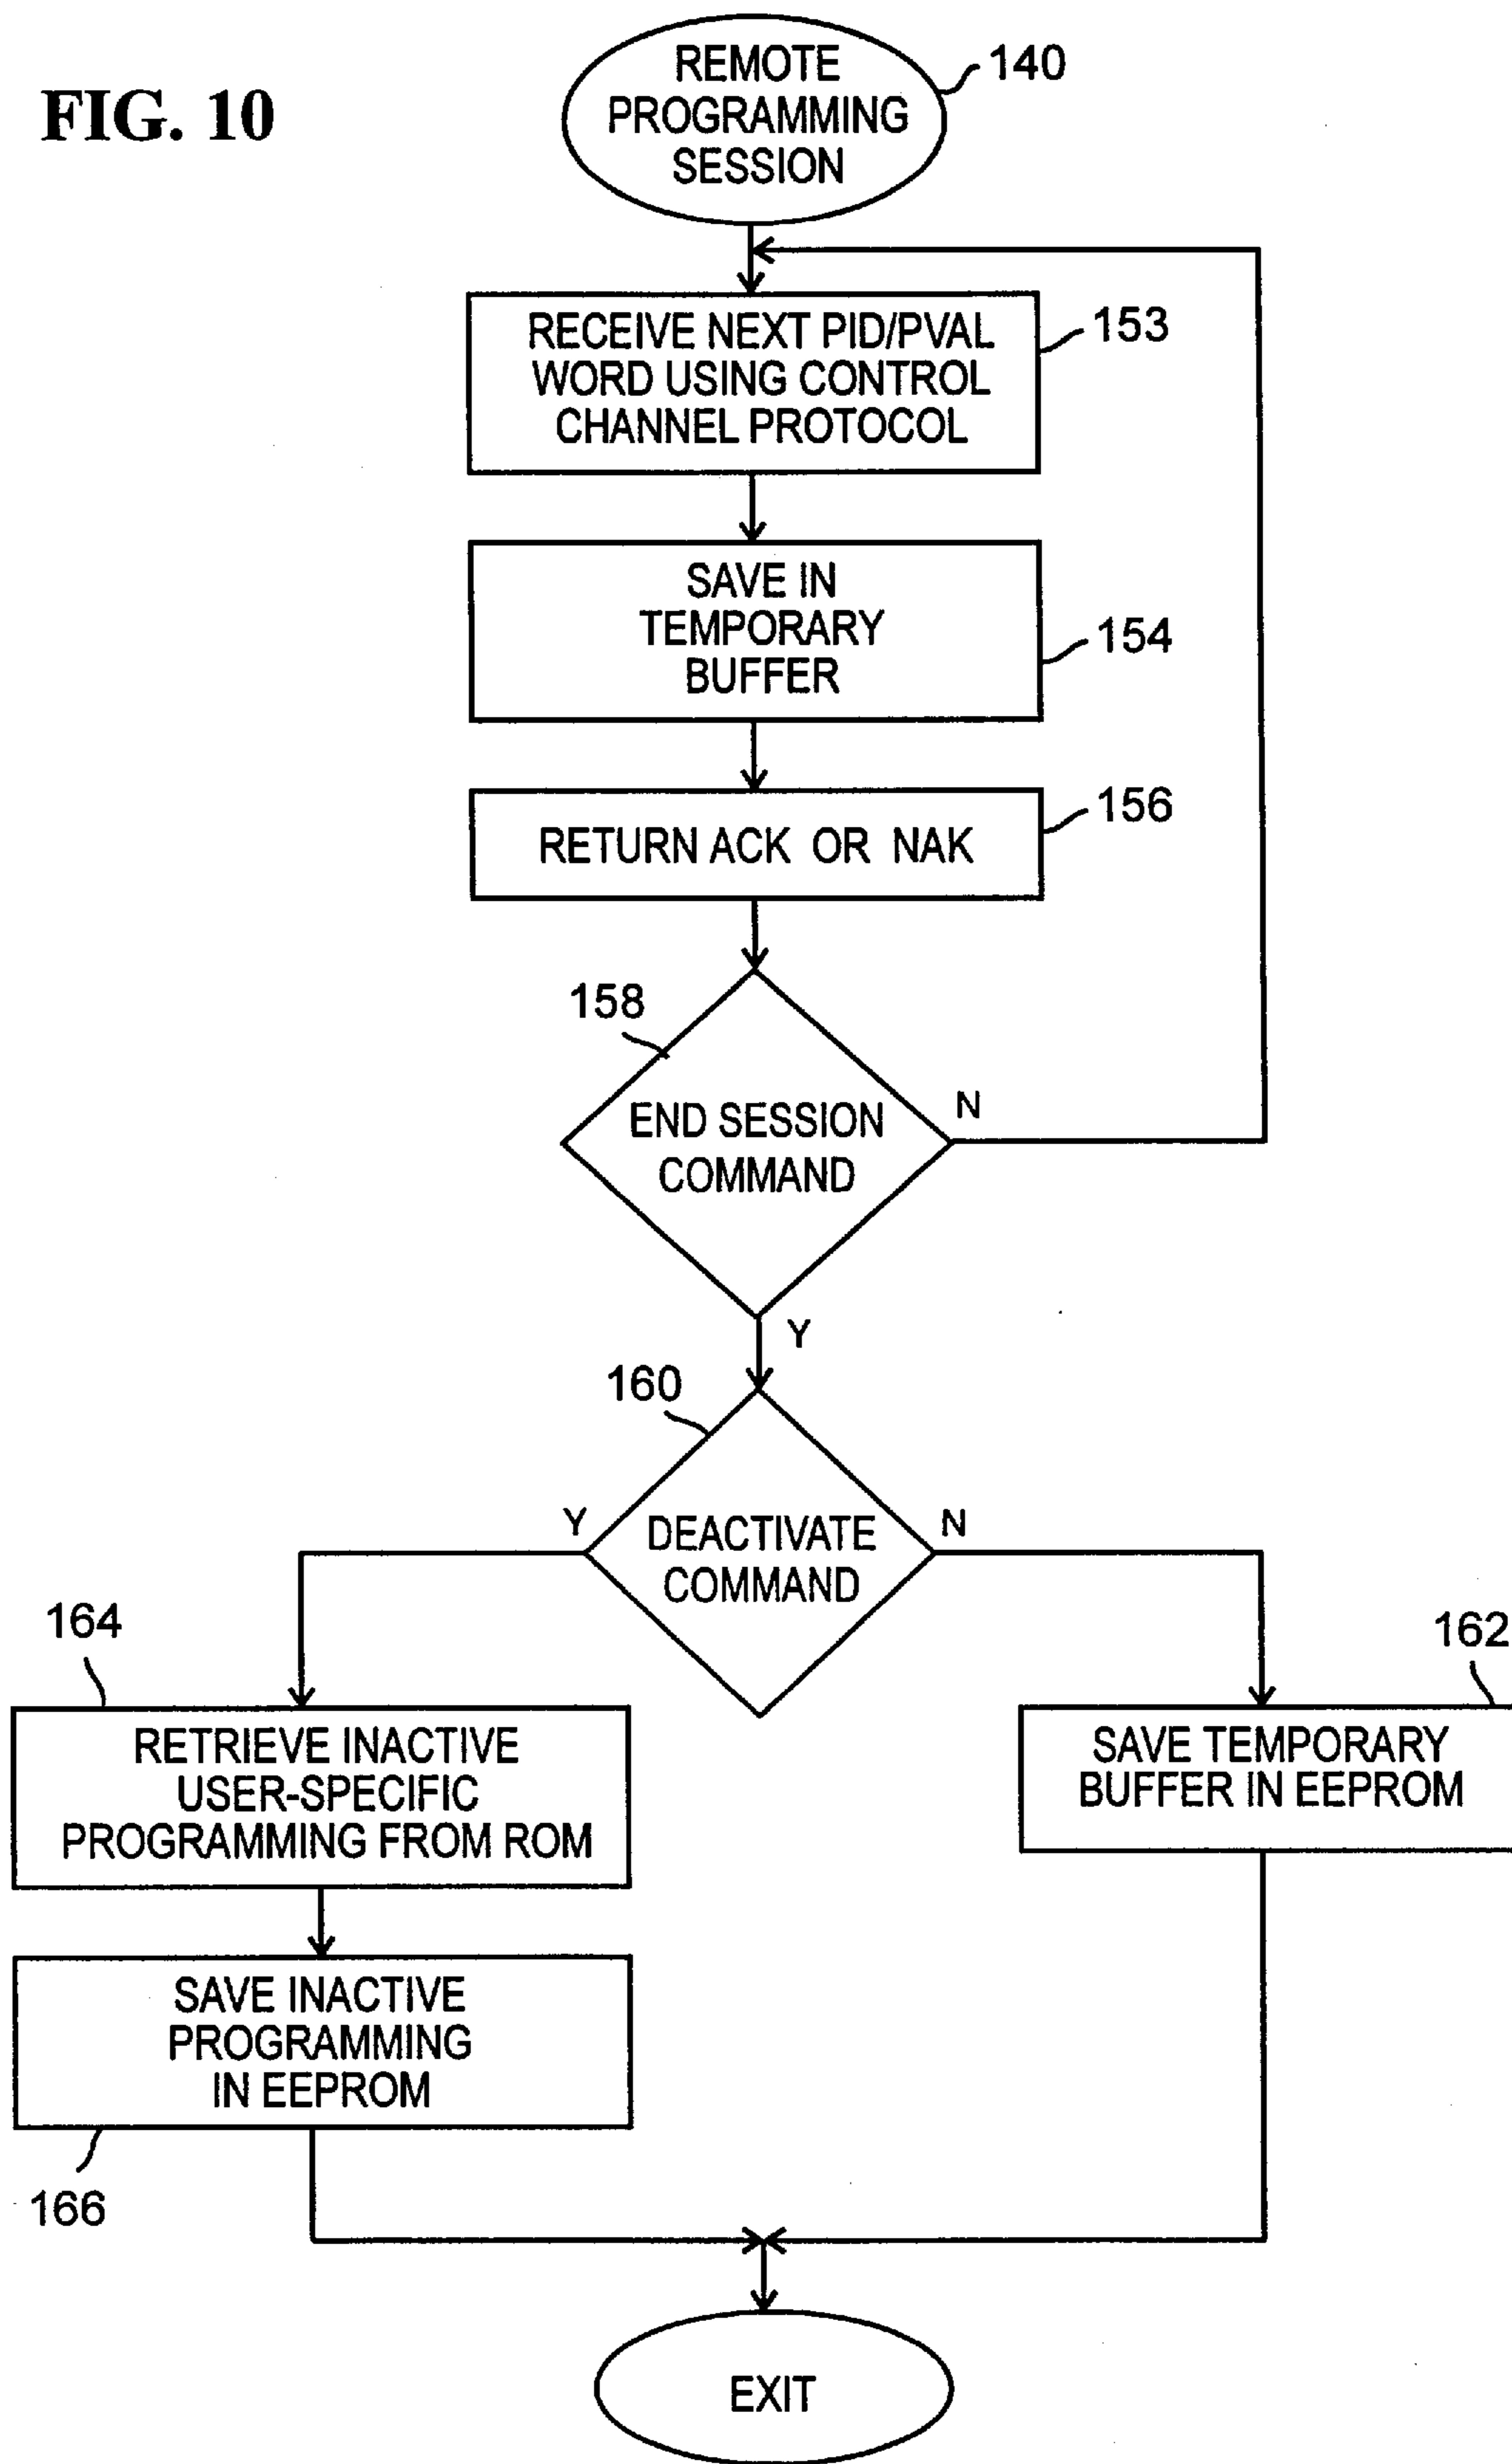 FIG. 10
REMOTE
PROGRAMMING
SESSION
140
RECEIVE NEXT PID/PVAL
WORD USING CONTROL
CHANNEL PROTOCOL
153
SAVE IN
TEMPORARY
BUFFER
154
RETURN ACK OR NAK
156
158
END SESSION
COMMAND
N
Y
160
DEACTIVATE
COMMAND
Y
N
164
RETRIEVE INACTIVE
USER-SPECIFIC
PROGRAMMING FROM ROM
162
SAVE TEMPORARY
BUFFER IN EEPROM
SAVE INACTIVE
PROGRAMMING
IN EEPROM
166
EXIT